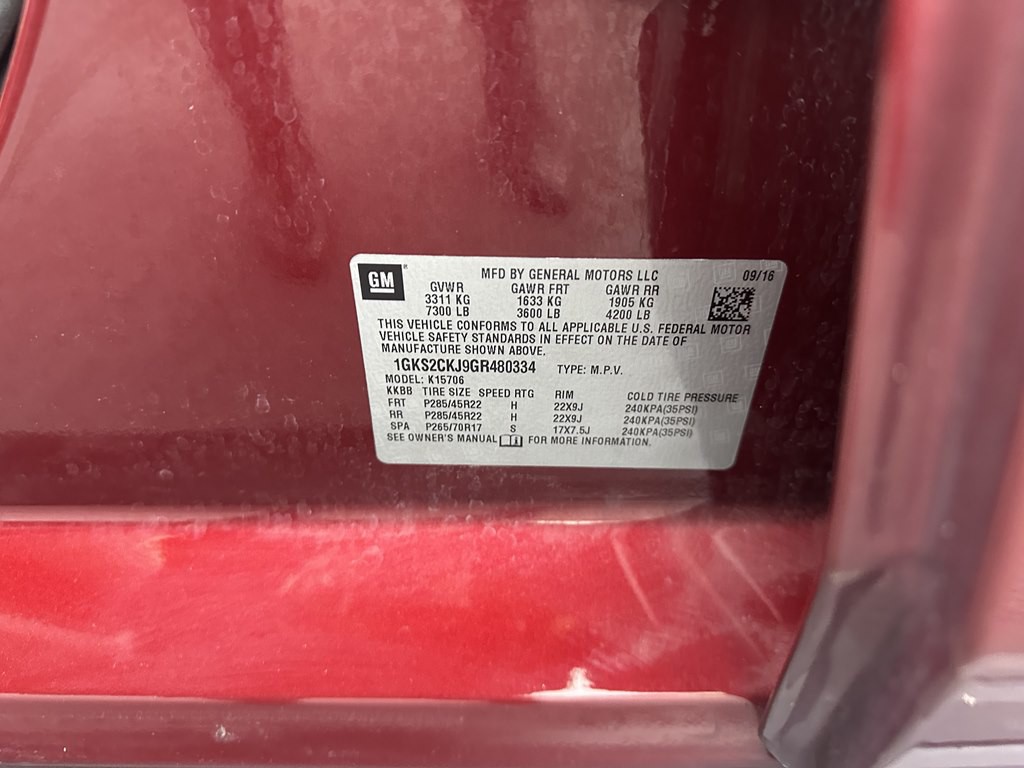 GM MFD BY GENERAL MOTORS LLC 09/16
GVWR GAWR FRT GAWR RR
3311 KG 1633 KG 1905 KG
7300 LB 3600 LB 4200 LB
THIS VEHICLE CONFORMS TO ALL APPLICABLE U.S. FEDERAL MOTOR
VEHICLE SAFETY STANDARDS IN EFFECT ON THE DATE OF
MANUFACTURE SHOWN ABOVE.
1GKS2CKJ9GR480334 TYPE: M.P.V.
MODEL: K15706
KKBB TIRE SIZE SPEED RTG RIM COLD TIRE PRESSURE
FRT P285/45R22 H 22X9J 240KPA(35PSI)
RR P285/45R22 H 22X9J 240KPA(35PSI)
SPA P265/70R17 S 17X7.5J 240KPA(35PSI)
SEE OWNER'S MANUAL FOR MORE INFORMATION.